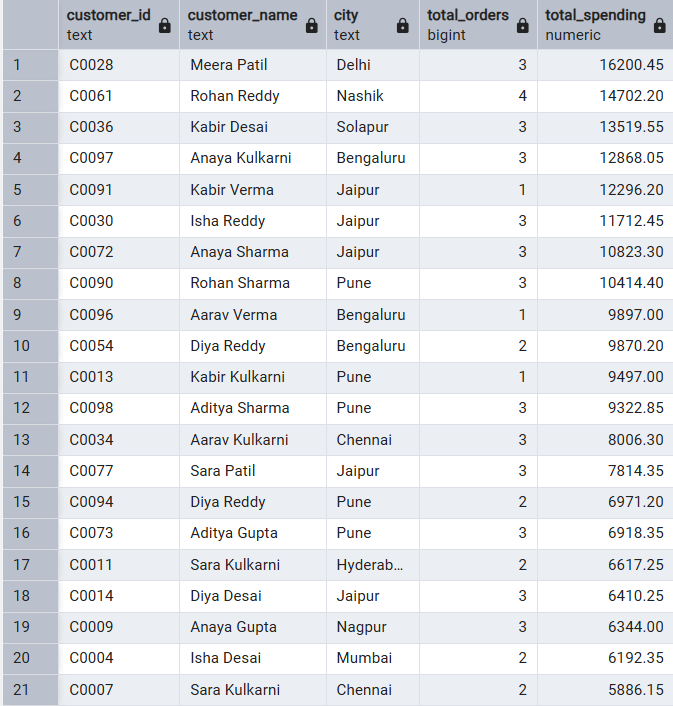 customer_id customer_name city total_orders total_spending
text text text bigint numeric
1 C0028 Meera Patil Delhi 3 16200.45
2 C0061 Rohan Reddy Nashik 4 14702.20
3 C0036 Kabir Desai Solapur 3 13519.55
4 C0097 Anaya Kulkarni Bengaluru 3 12868.05
5 C0091 Kabir Verma Jaipur 1 12296.20
6 C0030 Isha Reddy Jaipur 3 11712.45
7 C0072 Anaya Sharma Jaipur 3 10823.30
8 C0090 Rohan Sharma Pune 3 10414.40
9 C0096 Aarav Verma Bengaluru 1 9897.00
10 C0054 Diya Reddy Bengaluru 2 9870.20
11 C0013 Kabir Kulkarni Pune 1 9497.00
12 C0098 Aditya Sharma Pune 3 9322.85
13 C0034 Aarav Kulkarni Chennai 3 8006.30
14 C0077 Sara Patil Jaipur 3 7814.35
15 C0094 Diya Reddy Pune 2 6971.20
16 C0073 Aditya Gupta Pune 3 6918.35
17 C0011 Sara Kulkarni Hyderab... 2 6617.25
18 C0014 Diya Desai Jaipur 3 6410.25
19 C0009 Anaya Gupta Nagpur 3 6344.00
20 C0004 Isha Desai Mumbai 2 6192.35
21 C0007 Sara Kulkarni Chennai 2 5886.15